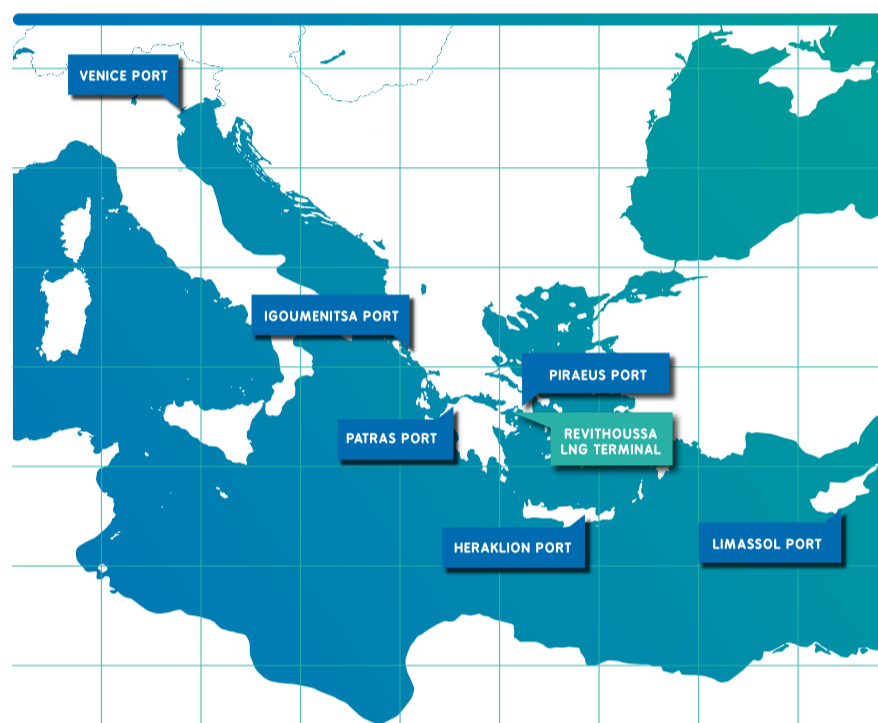 VENICE PORT
IGOUMENITSA PORT
PIRAEUS PORT
PATRAS PORT
REVITHOUSSA
LNG TERMINAL
HERAKLION PORT
LIMASSOL PORT